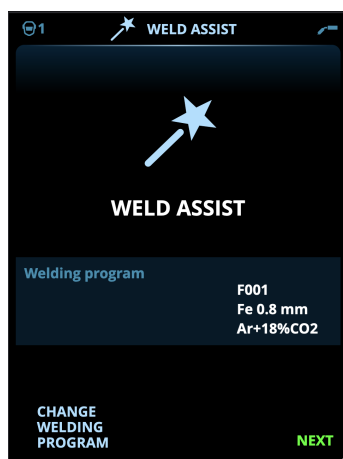 1
WELD ASSIST
WELD ASSIST
Welding program
F001
Fe 0.8 mm
Ar+18%CO2
CHANGE
WELDING
PROGRAM
NEXT